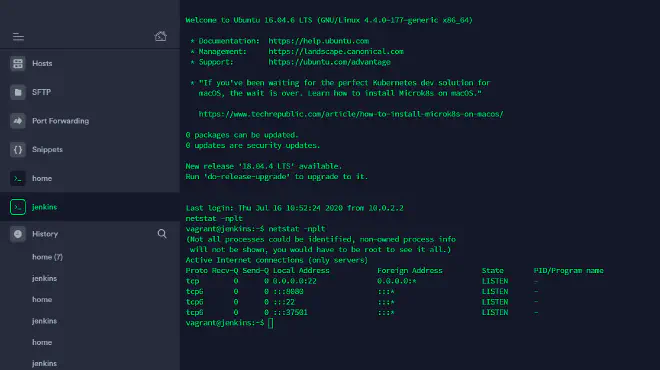 Hosts
SFTP
Port Forwarding
Snippets
home
jenkins
History
home (7)
jenkins
home
jenkins
home
jenkins
Welcome to Ubuntu 16.04.6 LTS (GNU/Linux 4.4.0-177-generic x86_64)
* Documentation:  https://help.ubuntu.com
* Management:     https://landscape.canonical.com
* Support:        https://ubuntu.com/advantage
* "If you've been waiting for the perfect Kubernetes dev solution for
macOS, the wait is over. Learn how to install Microk8s on macOS."
https://www.techrepublic.com/article/how-to-install-microk8s-on-macos/
0 packages can be updated.
0 updates are security updates.
New release '18.04.4 LTS' available.
Run 'do-release-upgrade' to upgrade to it.
Last login: Thu Jul 16 10:52:24 2020 from 10.0.2.2
netstat -nplt
vagrant@jenkins:~$ netstat -nplt
(Not all processes could be identified, non-owned process info
will not be shown, you would have to be root to see it all.)
Active Internet connections (only servers)
Proto Recv-Q Send-Q Local Address           Foreign Address         State       PID/Program name
tcp        0      0 0.0.0.0:22              0.0.0.0:*               LISTEN      -
tcp6       0      0 :::8080                 :::*                    LISTEN      -
tcp6       0      0 :::22                   :::*                    LISTEN      -
tcp6       0      0 :::37501                :::*                    LISTEN      -
vagrant@jenkins:~$